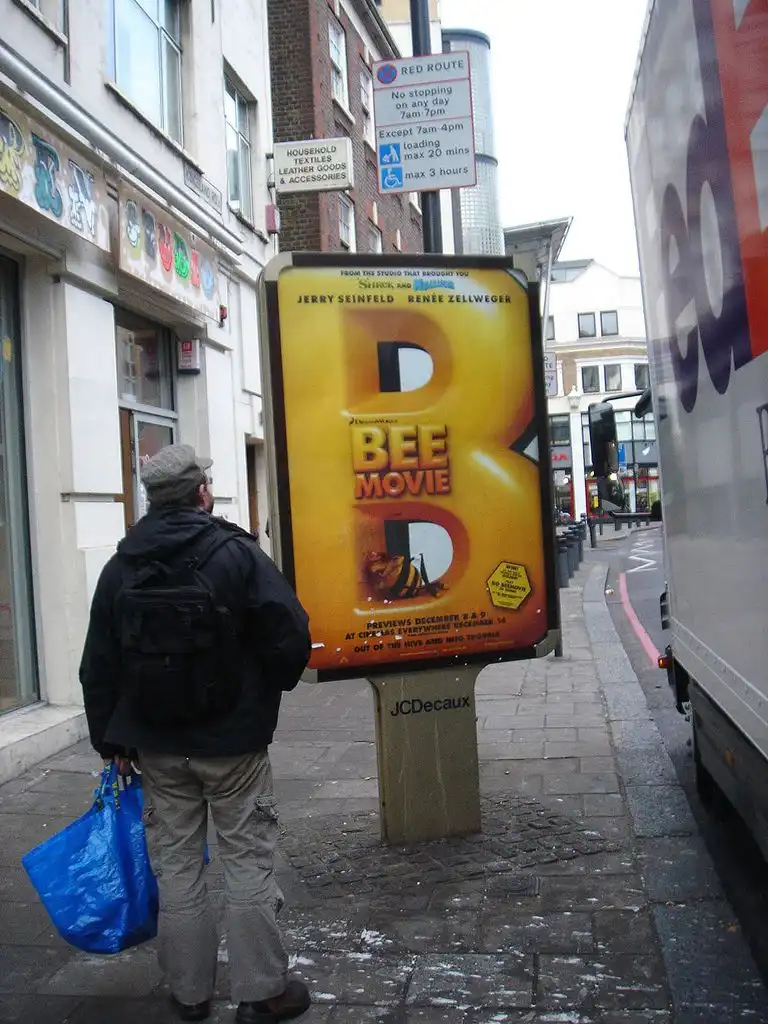 RED ROUTE
No stopping
on any day
7am-7pm
Except 7am-4pm
loading
max 20 mins
max 3 hours
HOUSEHOLD
TEXTILES
LEATHER GOODS
& ACCESSORIES
FROM THE STUDIO THAT BROUGHT YOU
SHREK AND
JERRY SEINFELD RENÉE ZELLWEGER
B
DREAMWORKS
BEE
MOVIE
WIN!
PREVIEWS DECEMBER 8 & 9
AT CINEMAS EVERYWHERE DECEMBER 14
OUT OF THE HIVE AND INTO TROUBLE
JCDecaux
ed